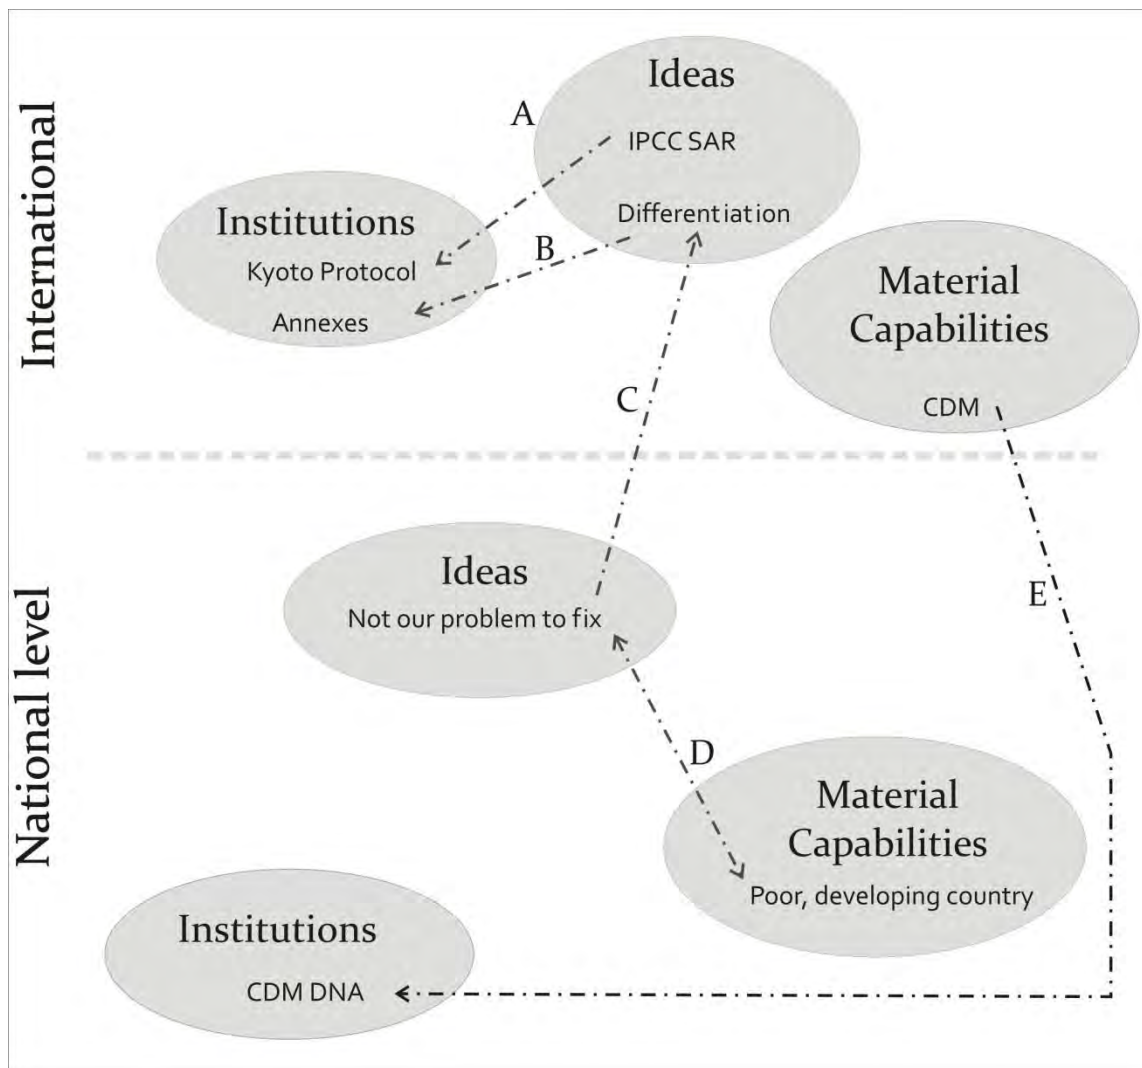 International
Ideas
A
IPCC SAR
Differentiation
Institutions
Kyoto Protocol
Annexes
B
Material
Capabilities
CDM
C
National level
Ideas
Not our problem to fix
E
D
Material
Capabilities
Poor, developing country
Institutions
CDM DNA